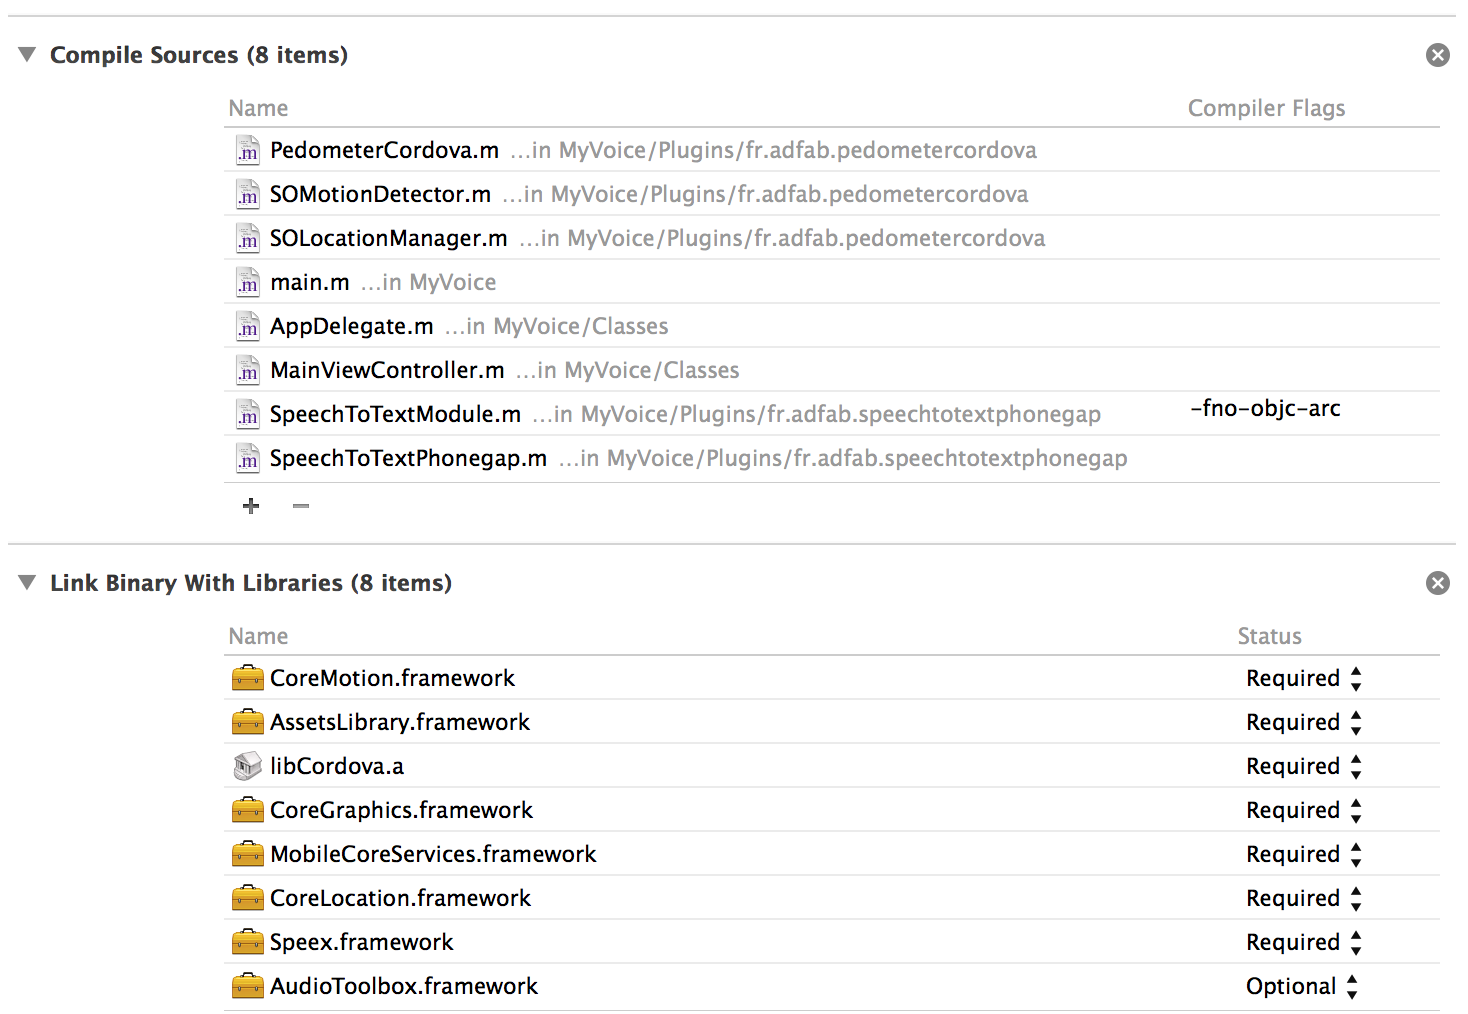 Compile Sources (8 items)
Name Compiler Flags
PedometerCordova.m ...in MyVoice/Plugins/fr.adfab.pedometercordova
SOMotionDetector.m ...in MyVoice/Plugins/fr.adfab.pedometercordova
SOLocationManager.m ...in MyVoice/Plugins/fr.adfab.pedometercordova
main.m ...in MyVoice
AppDelegate.m ...in MyVoice/Classes
MainViewController.m ...in MyVoice/Classes
SpeechToTextModule.m ...in MyVoice/Plugins/fr.adfab.speechtotextphonegap -fno-objc-arc
SpeechToTextPhonegap.m ...in MyVoice/Plugins/fr.adfab.speechtotextphonegap
Link Binary With Libraries (8 items)
Name Status
CoreMotion.framework Required
AssetsLibrary.framework Required
libCordova.a Required
CoreGraphics.framework Required
MobileCoreServices.framework Required
CoreLocation.framework Required
Speex.framework Required
AudioToolbox.framework Optional